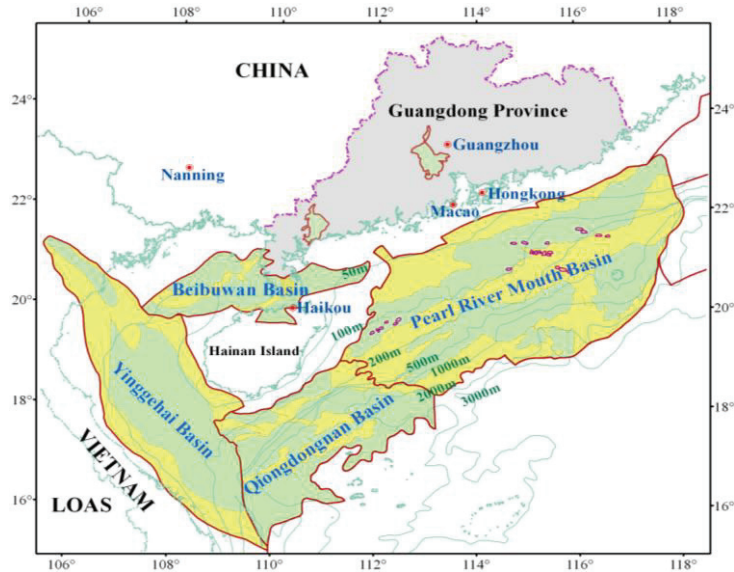 106° 108° 110° 112° 114° 116° 118°
CHINA
24°
24°
Guangdong Province
Guangzhou
Nanning
Hongkong
22°
22°
Macao
50m
Beibuwan Basin
Pearl River Mouth Basin
20°
20°
Haikou
100m
Hainan Island
200m
500m
1000m
2000m
3000m
18°
18°
Yinggehai Basin
Qiongdongnan Basin
VIETNAM
LOAS
16°
16°
106° 108° 110° 112° 114° 116° 118°